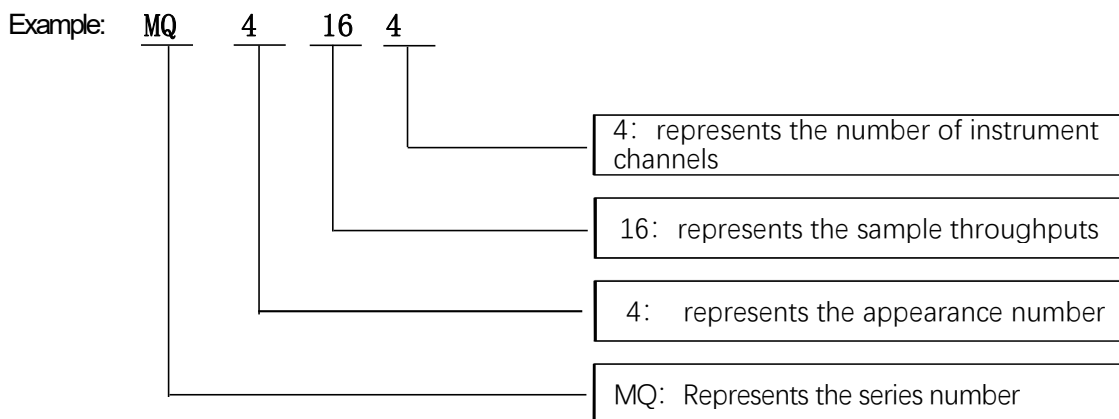 Example: MQ 4 16 4
4： represents the number of instrument
channels
16： represents the sample throughputs
4： represents the appearance number
MQ： Represents the series number